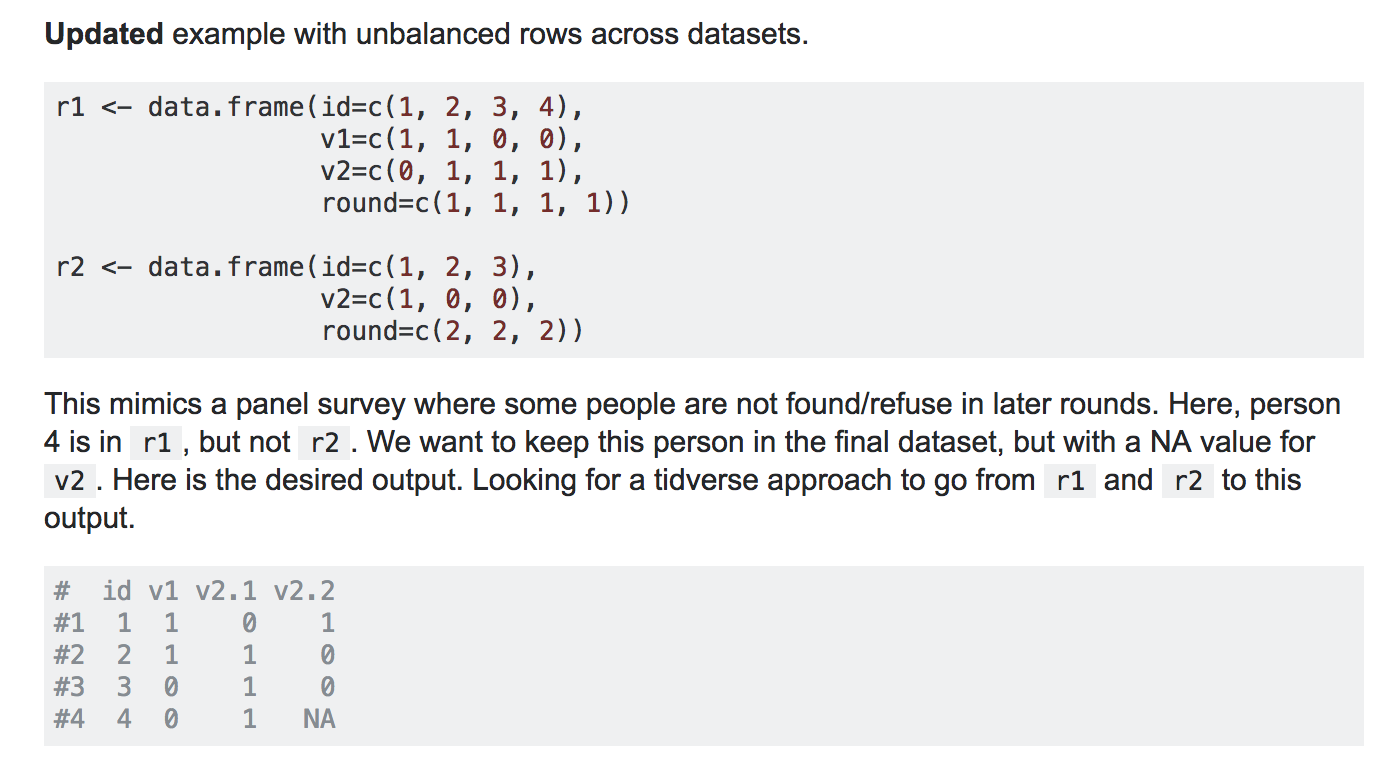 Updated example with unbalanced rows across datasets.
r1 <- data.frame(id=c(1, 2, 3, 4),
                 v1=c(1, 1, 0, 0),
                 v2=c(0, 1, 1, 1),
                 round=c(1, 1, 1, 1))
r2 <- data.frame(id=c(1, 2, 3),
                 v2=c(1, 0, 0),
                 round=c(2, 2, 2))
This mimics a panel survey where some people are not found/refuse in later rounds. Here, person
4 is in r1 , but not r2 . We want to keep this person in the final dataset, but with a NA value for
v2 . Here is the desired output. Looking for a tidverse approach to go from r1 and r2 to this
output.
#  id v1 v2.1 v2.2
#1  1  1    0    1
#2  2  1    1    0
#3  3  0    1    0
#4  4  0    1   NA